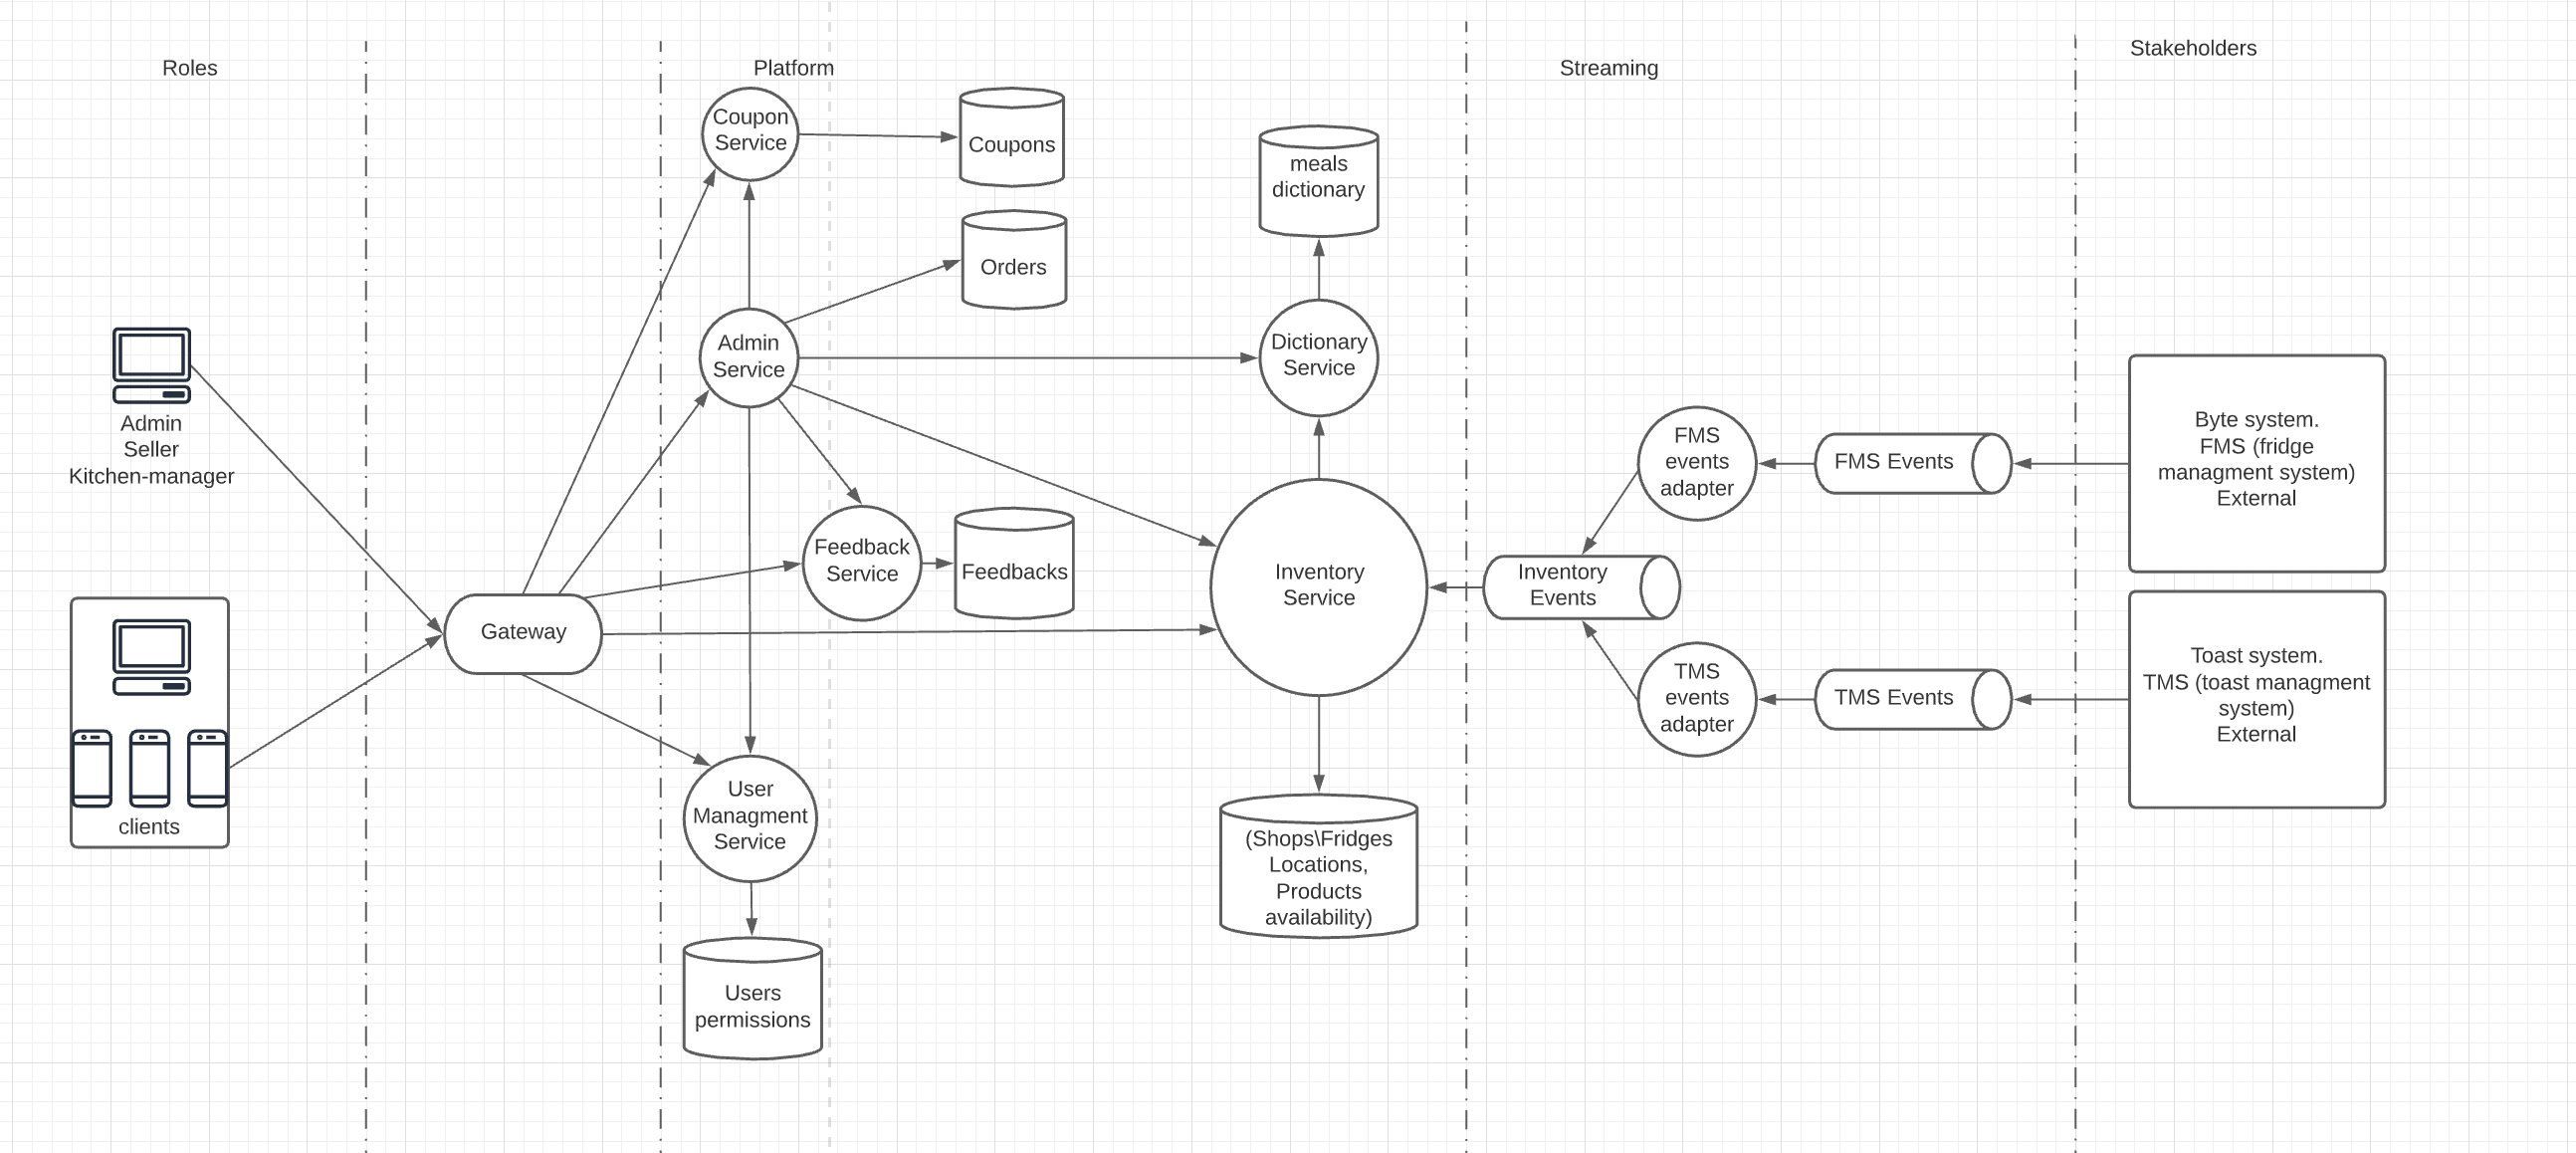 Roles
Platform
Streaming
Stakeholders
Coupon
Service
Coupons
Orders
meals
dictionary
Admin
Service
Dictionary
Service
Admin
Seller
Kitchen-manager
FMS
events
adapter
FMS Events
Byte system.
FMS (fridge
managment system)
External
Feedback
Service
Feedbacks
Inventory
Service
Inventory
Events
Gateway
TMS
events
adapter
TMS Events
Toast system.
TMS (toast managment
system)
External
clients
User
Managment
Service
(Shops\Fridges
Locations,
Products
availability)
Users
permissions